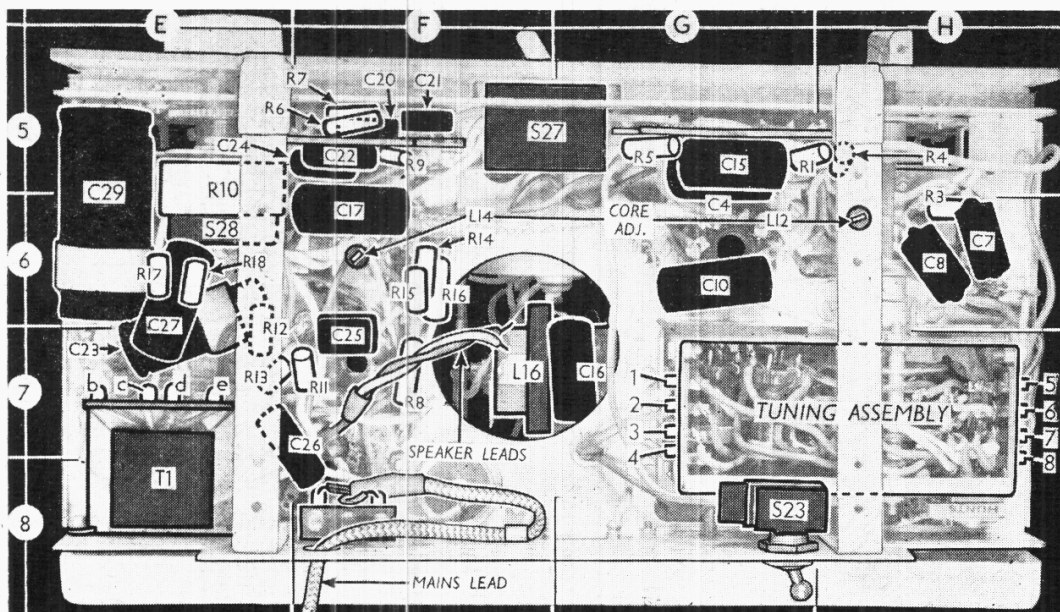 E F G H
R7 C20 C21
R6
5
S27
C24 C22 R9 R5 C15 R1 R4
C29 R10 C4 R3
C17 L14 CORE L12 C7
S28 ADJ.
R14
6 R17 R18 C8
R15 R16 C10
C27 R12 C25
C23 L16 C16
R13 R11
7 b c d e R8 1 5
2 TUNING ASSEMBLY 6
3 7
C26 SPEAKER LEADS 4 8
T1
8 S23
MAINS LEAD